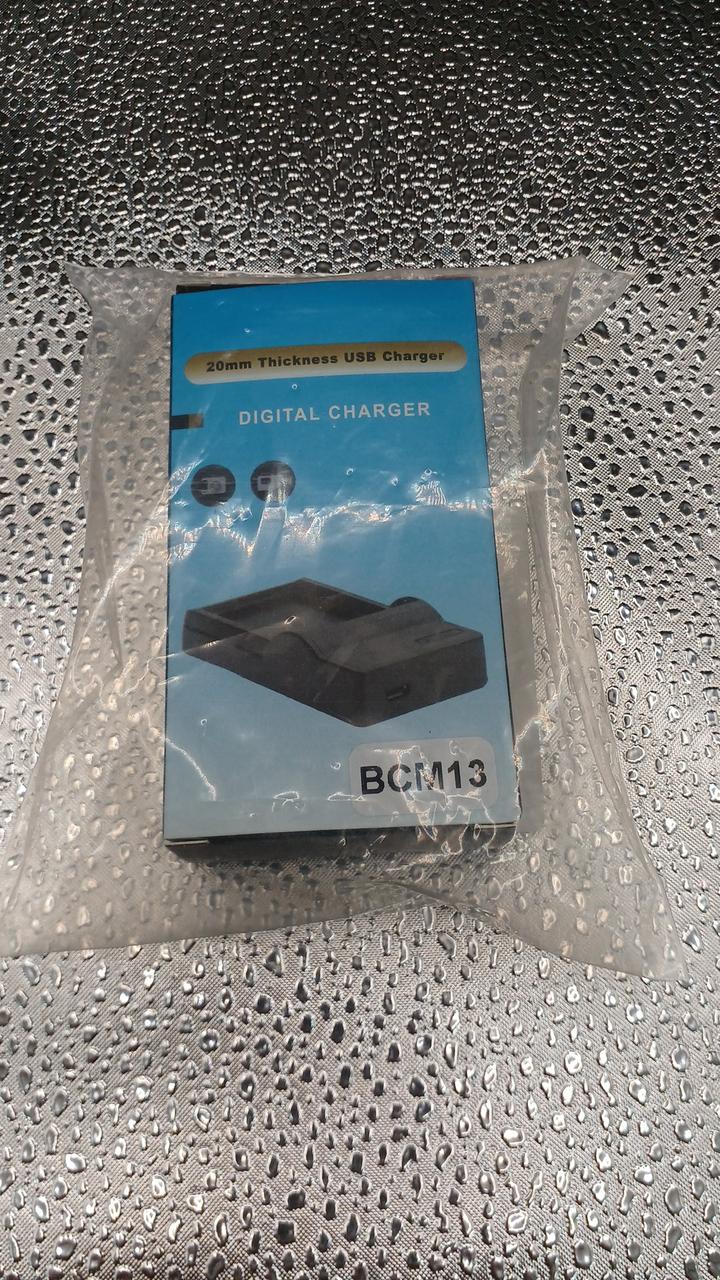 20mm Thickness USB Charger
DIGITAL CHARGER
BCM13